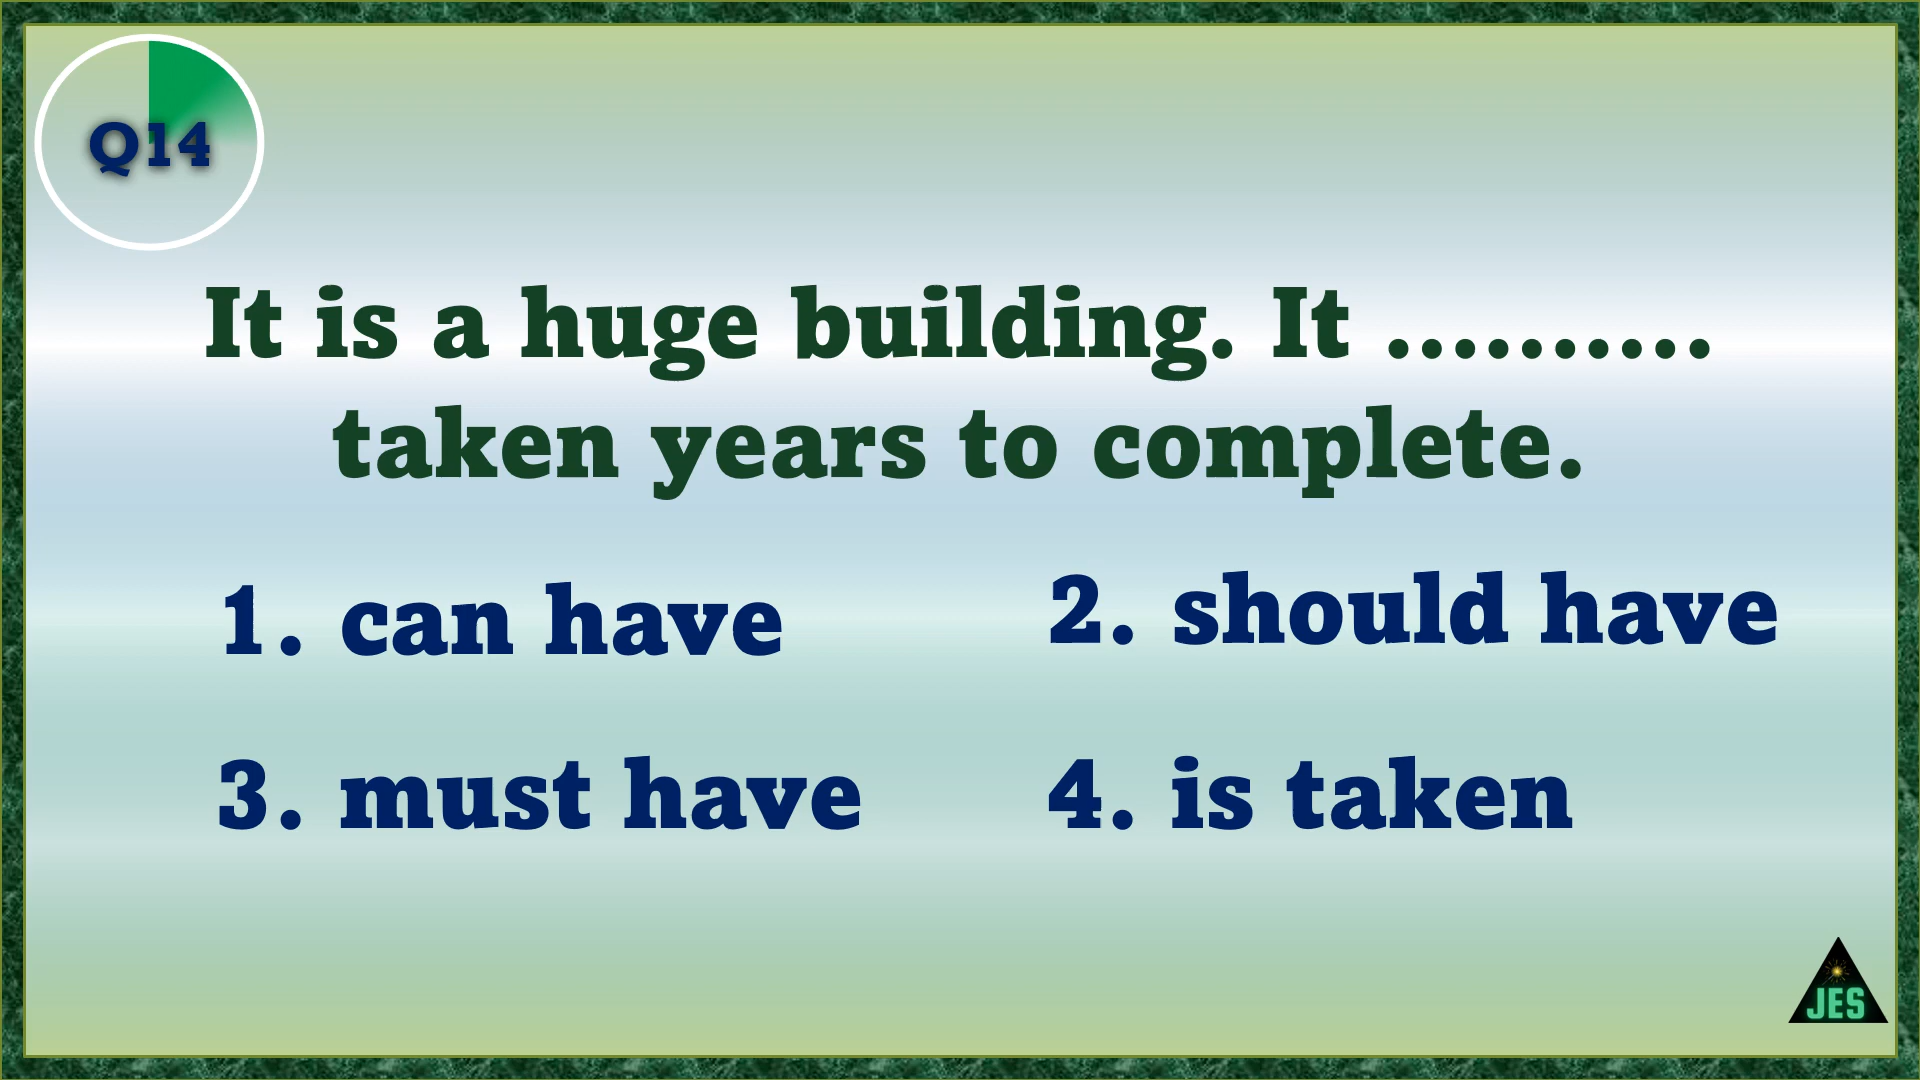 Q14
It is a huge building. It ..........
taken years to complete.
1. can have
2. should have
3. must have
4. is taken
JES